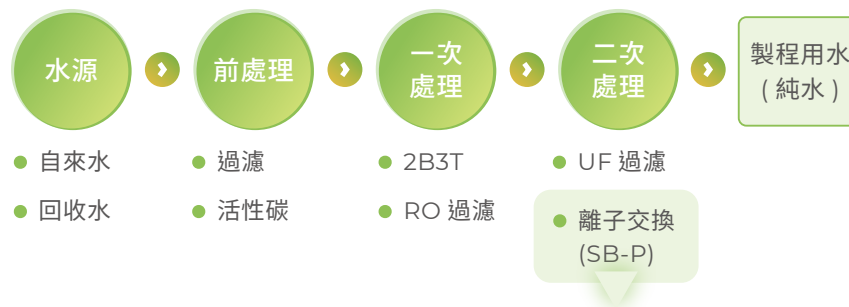 水源
前處理
一次
處理
二次
處理
製程用水
( 純水 )
自來水
回收水
過濾
活性碳
2B3T
RO 過濾
UF 過濾
離子交換
(SB-P)